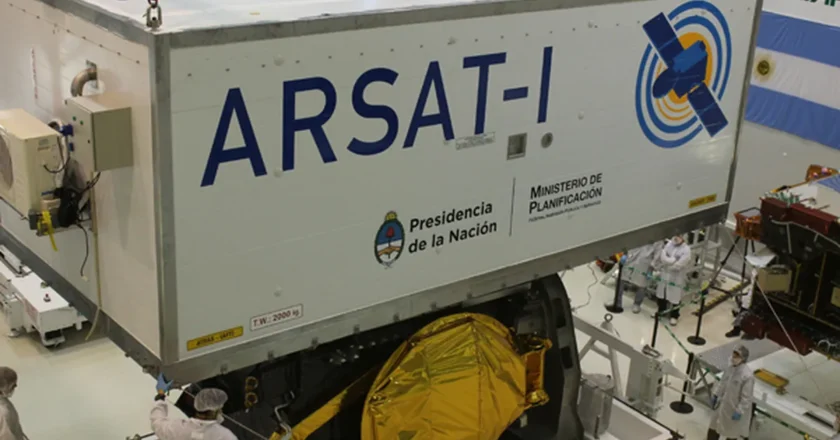 ARSAT-I
Presidencia
de la Nación
MINISTERIO DE
PLANIFICACIÓN
T.W.: 2000 kg